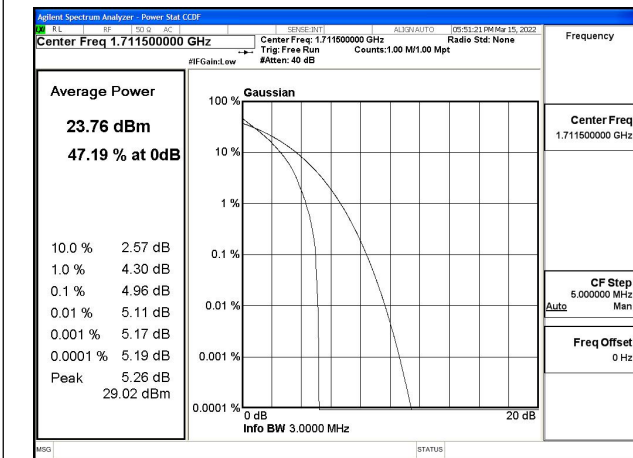 Agilent Spectrum Analyzer - Power Stat CCDF
RL RF 50 Ω AC SENSE:INT ALIGN AUTO 05:51:21 PM Mar 15, 2022
Center Freq 1.711500000 GHz
Center Freq: 1.711500000 GHz Radio Std: None
Trig: Free Run Counts:1.00 M/1.00 Mpt
#IFGain:Low #Atten: 40 dB
Frequency
Average Power
23.76 dBm
47.19 % at 0dB
10.0 % 2.57 dB
1.0 % 4.30 dB
0.1 % 4.96 dB
0.01 % 5.11 dB
0.001 % 5.17 dB
0.0001 % 5.19 dB
Peak 5.26 dB
29.02 dBm
Gaussian
100 %
10 %
1 %
0.1 %
0.01 %
0.001 %
0.0001 %
0 dB 20 dB
Info BW 3.0000 MHz
Center Freq
1.711500000 GHz
CF Step
5.000000 MHz
Auto Man
Freq Offset
0 Hz
MSG STATUS